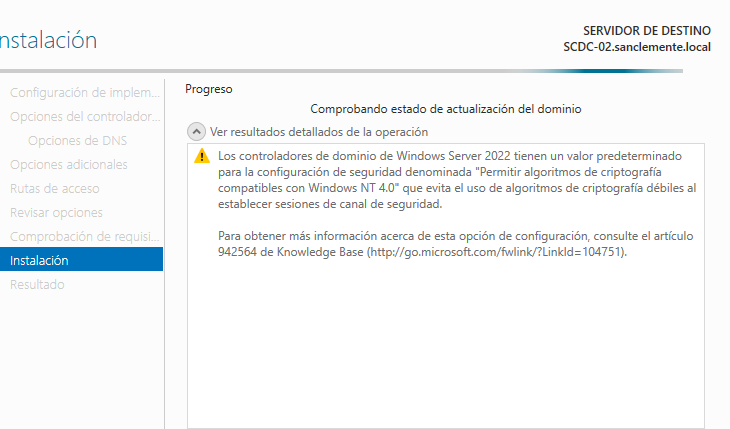 nstalación
SERVIDOR DE DESTINO
SCDC-02.sanclemente.local
Configuración de implem...
Opciones del controlador...
Opciones de DNS
Opciones adicionales
Rutas de acceso
Revisar opciones
Comprobación de requisi...
Instalación
Resultado
Progreso
Comprobando estado de actualización del dominio
Ver resultados detallados de la operación
Los controladores de dominio de Windows Server 2022 tienen un valor predeterminado
para la configuración de seguridad denominada "Permitir algoritmos de criptografía
compatibles con Windows NT 4.0" que evita el uso de algoritmos de criptografía débiles al
establecer sesiones de canal de seguridad.
Para obtener más información acerca de esta opción de configuración, consulte el artículo
942564 de Knowledge Base (http://go.microsoft.com/fwlink/?LinkId=104751).